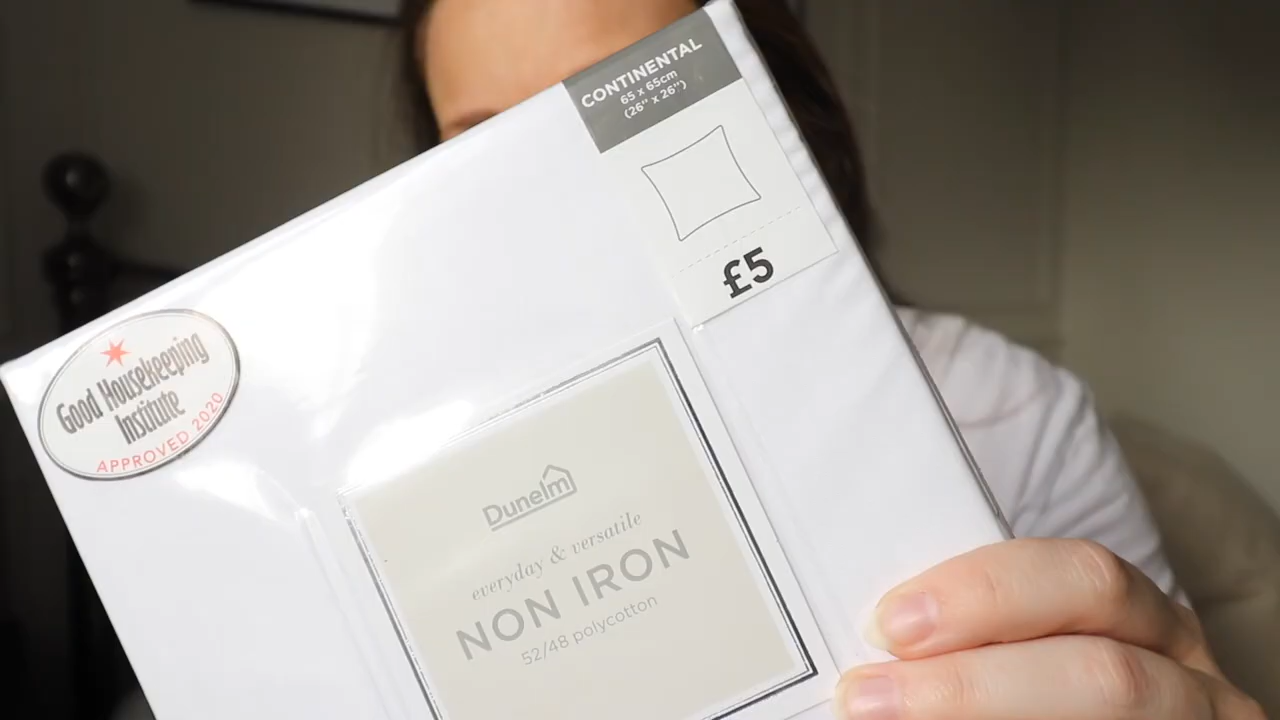 CONTINENTAL
65 x 65cm
(26" x 26")
£5
Good Housekeeping
Institute
APPROVED 2020
Dunelm
everyday & versatile
NON IRON
52/48 polycotton